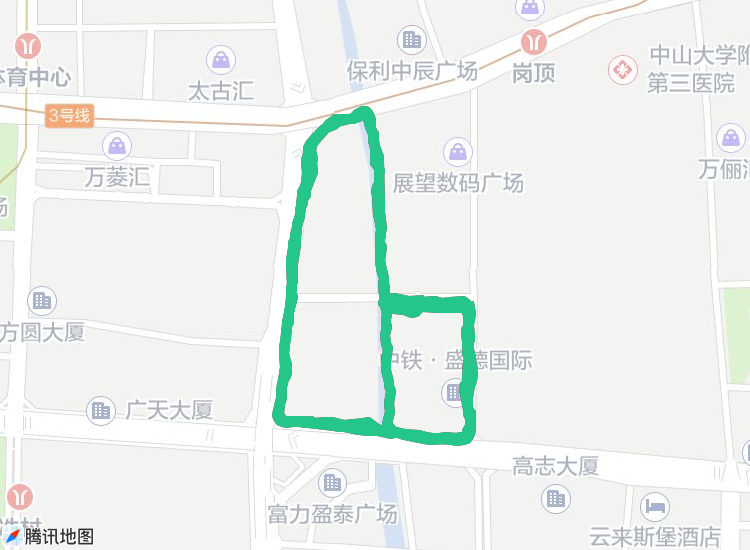 保利中辰广场
岗顶
中山大学附
第三医院
体育中心
太古汇
3号线
万菱汇
展望数码广场
万俪汇
场
方圆大厦
中铁·盛德国际
广天大厦
高志大厦
富力盈泰广场
云来斯堡酒店
腾讯地图